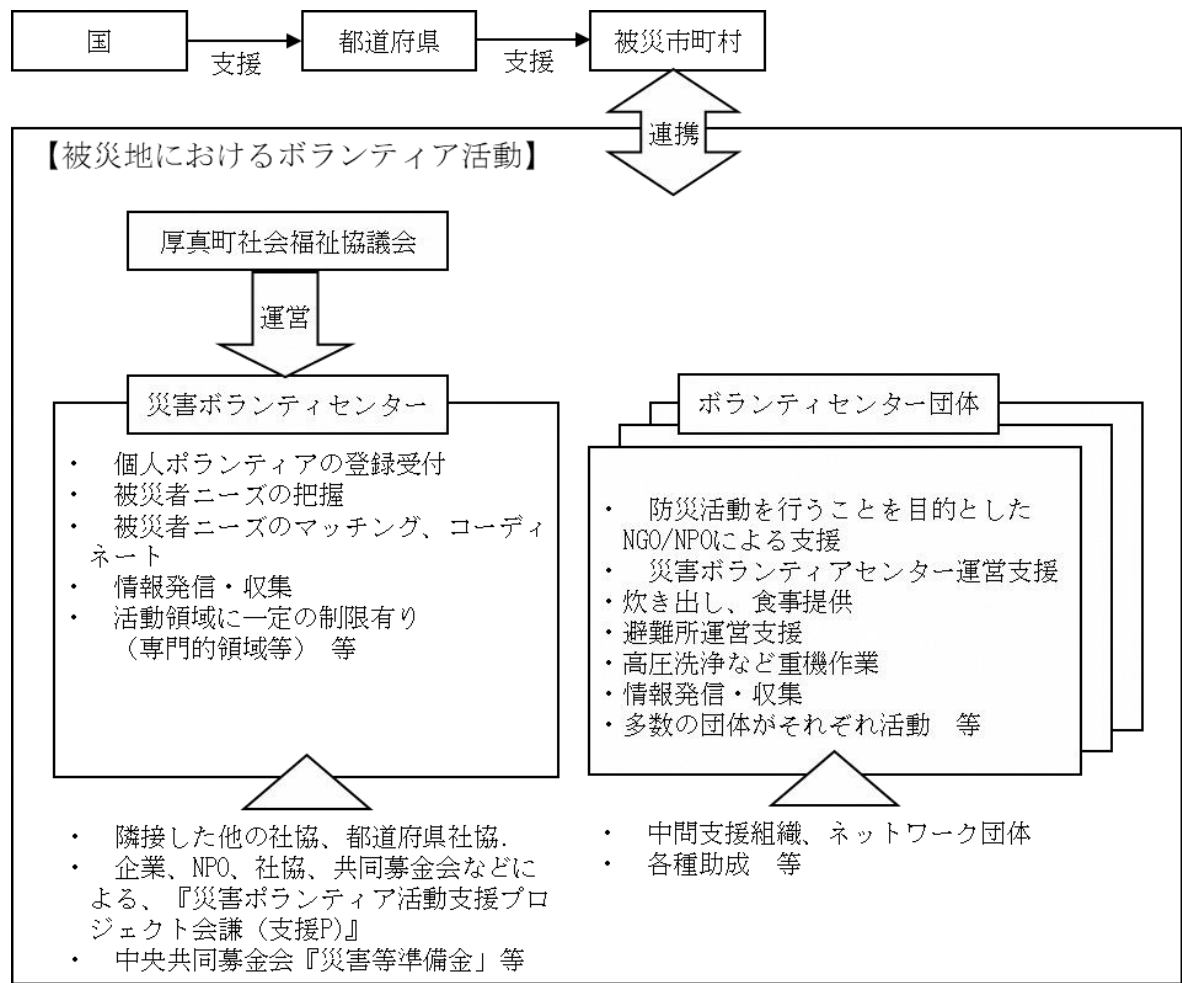 国
支援
都道府県
支援
被災市町村
連携
【被災地におけるボランティア活動】
厚真町社会福祉協議会
運営
災害ボランティセンター
・ 個人ポランティアの登録受付
・ 被災者ニーズの把握
・ 被災者ニーズのマッチング、コーディ
ネート
・ 情報発信・収集
・ 活動領域に一定の制限有り
（専門的領域等） 等
ボランティセンター団体
・ 防災活動を行うことを目的とした
NGO/NPOによる支援
・ 災害ボランティアセンター運営支援
・炊き出し、食事提供
・避難所運営支援
・高圧洗浄など重機作業
・情報発信・収集
・多数の団体がそれぞれ活動 等
・ 隣接した他の社協、都道府県社協.
・ 企業、NPO、社協、共同募金会などに
よる、『災害ポランティア活動支援プロ
ジェクト会謙（支援P)』
・ 中央共同募金会『災害等準備金」等
・ 中問支援組織、ネットワーク団体
・ 各種助成 等